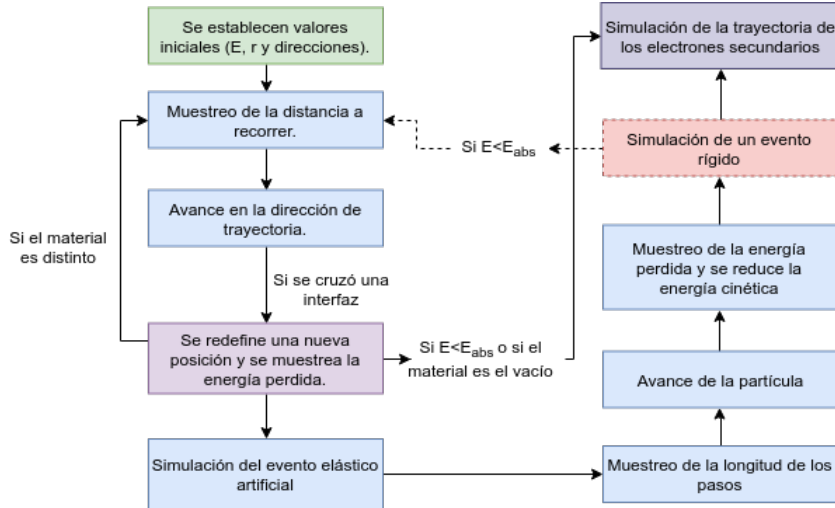 Se establecen valores
iniciales (E, r y direcciones).
Muestreo de la distancia a
recorrer.
Avance en la dirección de
trayectoria.
Si el material
es distinto
Si se cruzó una
interfaz
Se redefine una nueva
posición y se muestrea la
energía perdida.
Si E<Eabs o si el
material es el vacío
Simulación del evento elástico
artificial
Muestreo de la longitud de los
pasos
Avance de la partícula
Muestreo de la energía
perdida y se reduce la
energía cinética
Simulación de un evento
rígido
Si E<Eabs
Simulación de la trayectoria de
los electrones secundarios